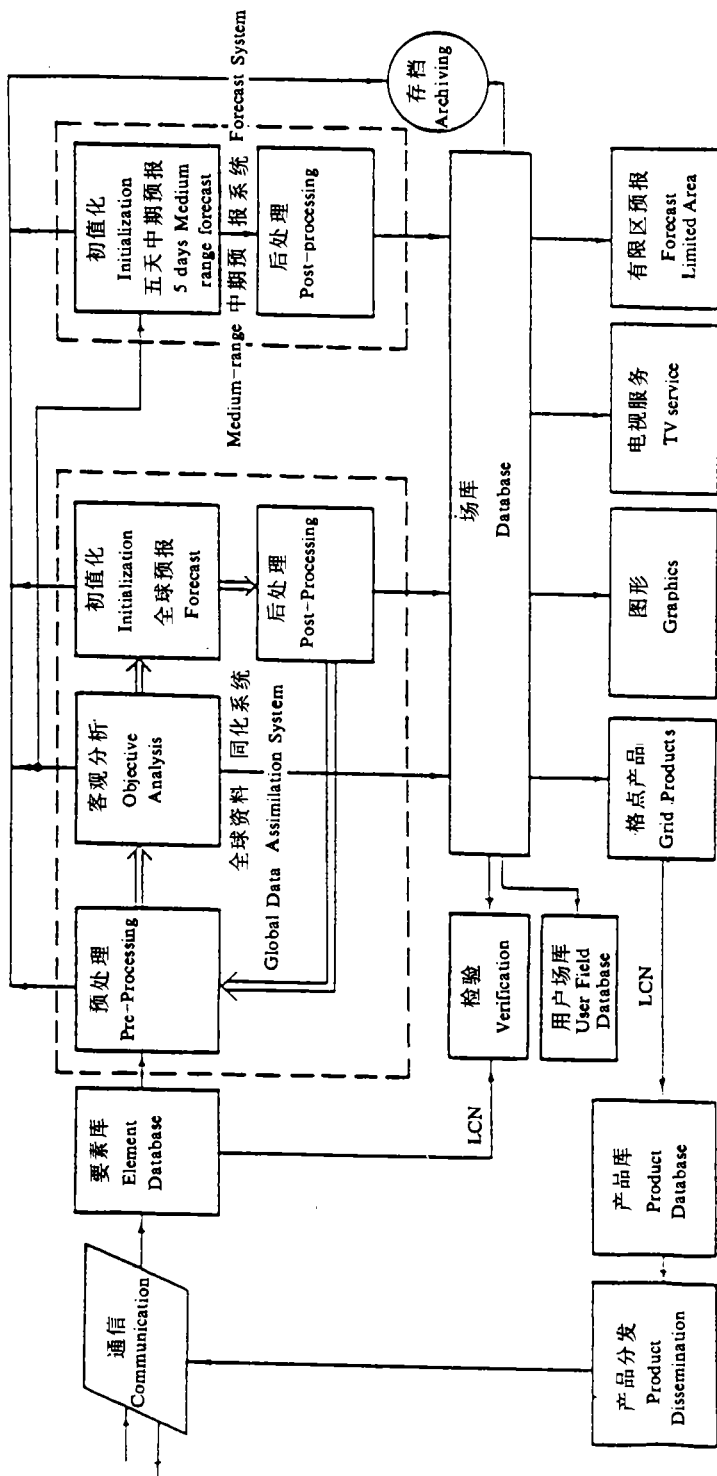 通信
Communication
要素库
Element
Database
预处理
Pre-Processing
客观分析
Objective
Analysis
初值化
Initialization
全球预报
Forecast
后处理
Post-Processing
全球资料 同化系统
Global Data Assimilation System
初值化
Initialization
五天中期预报
5 days Medium
range forecast
后处理
Post-processing
Medium-range 中期预 报系统 Forecast System
存档
Archiving
场库
Database
LCN
检验
Verification
用户场库
User Field
Database
格点产品
Grid Products
图形
Graphics
电视服务
TV service
有限区预报
Forecast
Limited Area
LCN
产品库
Product
Database
产品分发
Product
Dissemination